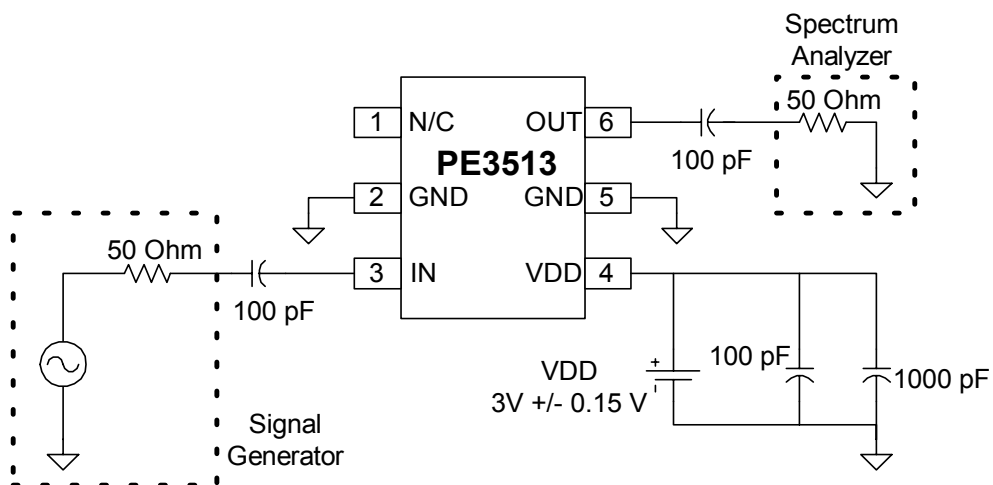 Spectrum
Analyzer
50 Ohm
1 N/C OUT 6
100 pF
PE3513
2 GND GND 5
50 Ohm
3 IN VDD 4
100 pF
VDD
3V +/- 0.15 V
+
-
100 pF
1000 pF
Signal
Generator